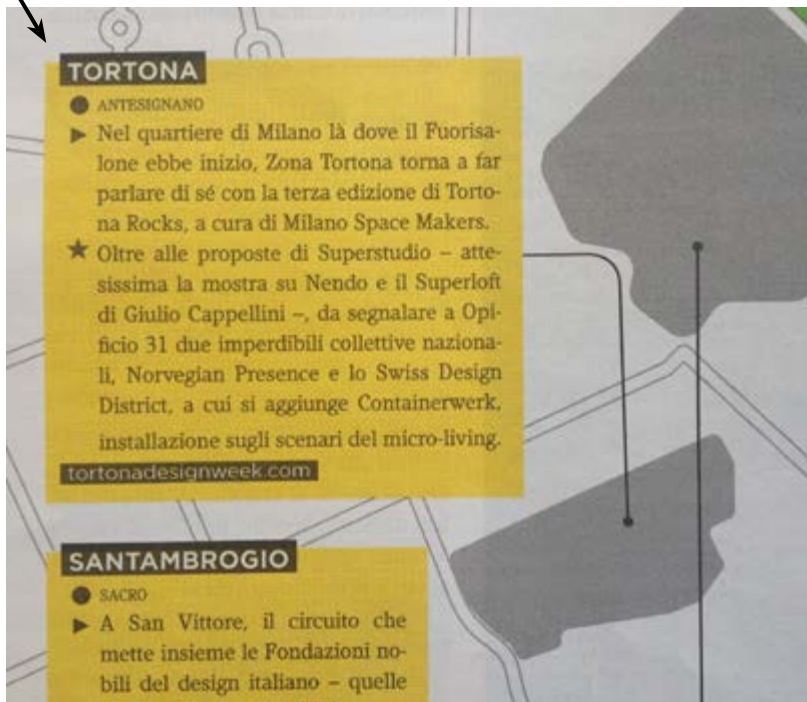 TORTONA
ANTESIGNANO
Nel quartiere di Milano là dove il Fuorisa-
lone ebbe inizio, Zona Tortona torna a far
parlare di sé con la terza edizione di Torto-
na Rocks, a cura di Milano Space Makers.
Oltre alle proposte di Superstudio – atte-
sissima la mostra su Nendo e il Superloft
di Giulio Cappellini –, da segnalare a Opi-
ficio 31 due imperdibili collettive naziona-
li, Norvegian Presence e lo Swiss Design
District, a cui si aggiunge Containerwerk,
installazione sugli scenari del micro-living.
tortonadesignweek.com
SANTAMBROGIO
SACRO
A San Vittore, il circuito che
mette insieme le Fondazioni no-
bili del design italiano – quelle